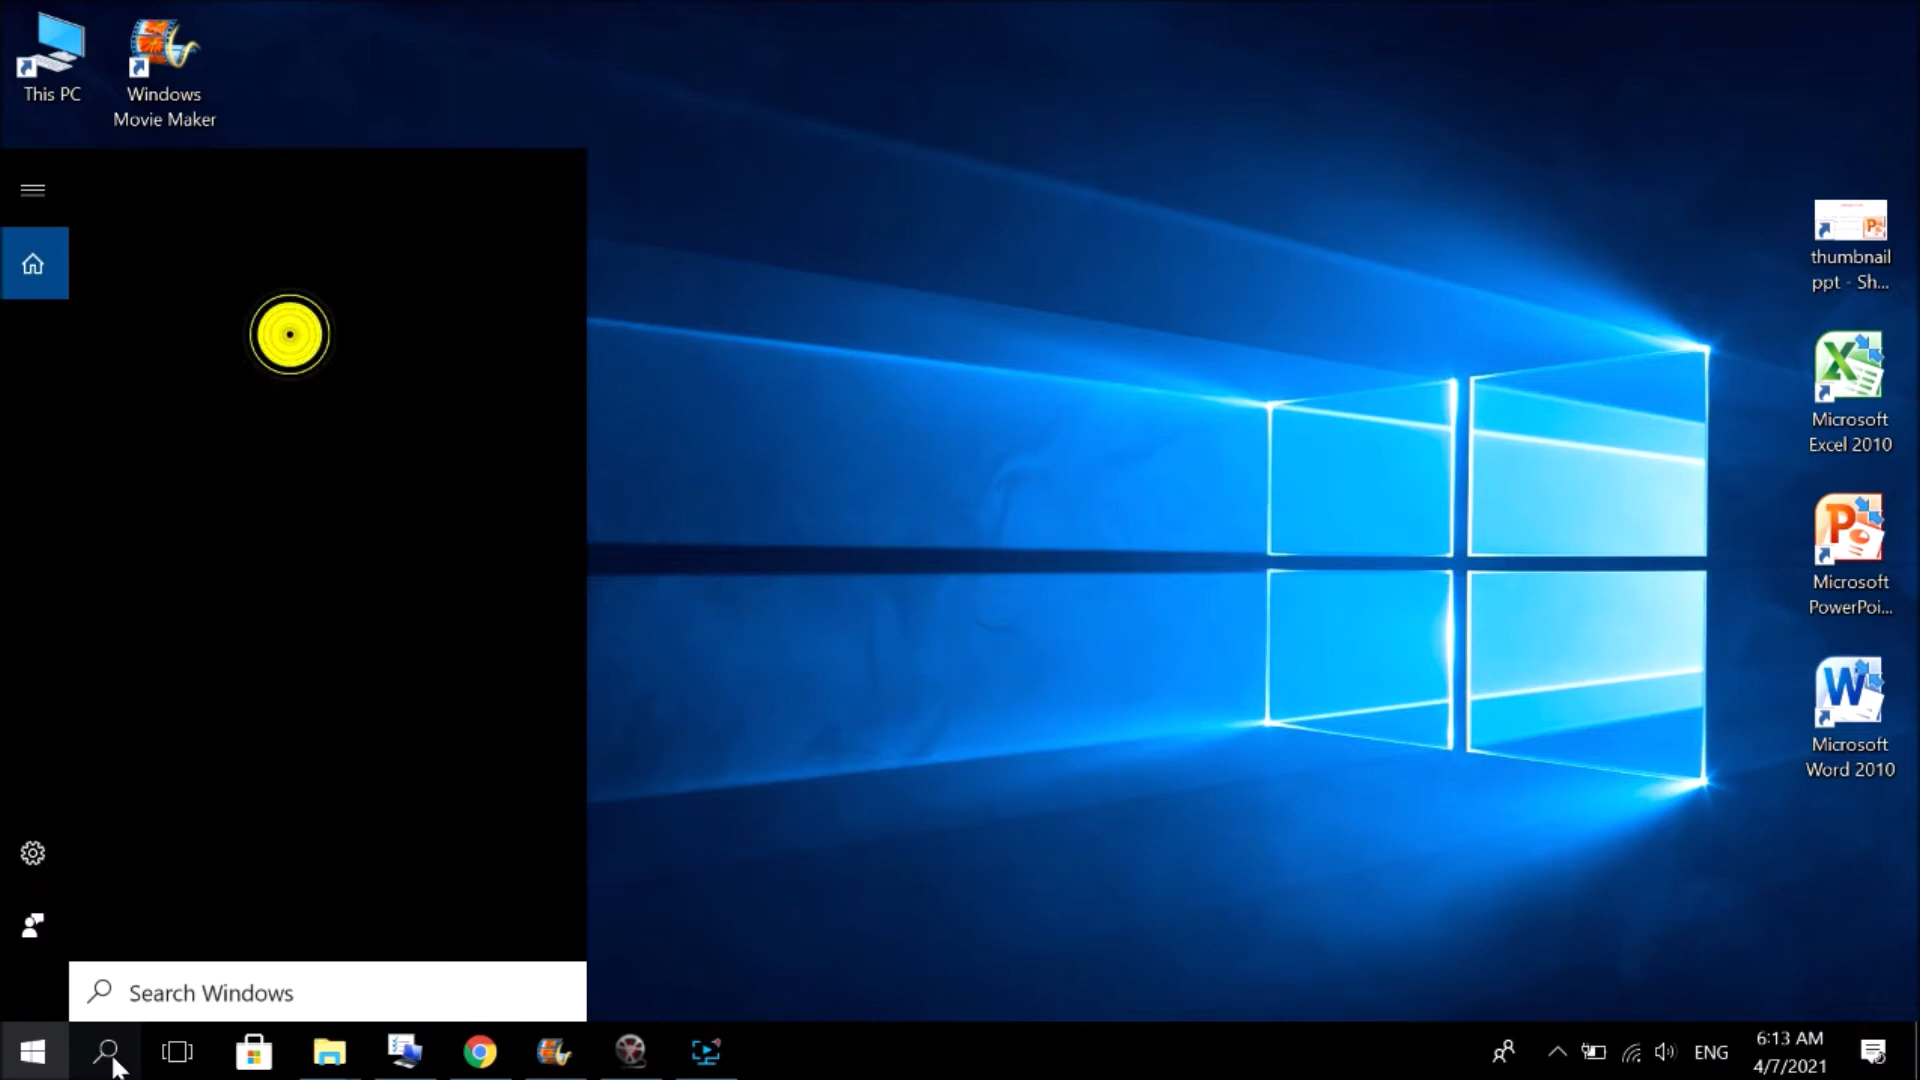 This PC
Windows
Movie Maker
thumbnail
ppt - Sh...
Microsoft
Excel 2010
Microsoft
PowerPoi...
Microsoft
Word 2010
Search Windows
ENG
6:13 AM
4/7/2021